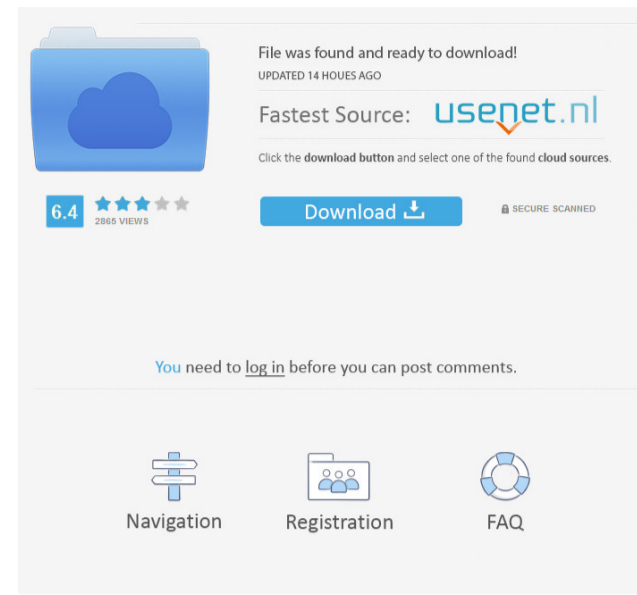 File was found and ready to download!
UPDATED 14 HOUES AGO
Fastest Source: usenet.nl
Click the download button and select one of the found cloud sources.
6.4
2865 VIEWS
Download
SECURE SCANNED
You need to log in before you can post comments.
Navigation
Registration
FAQ